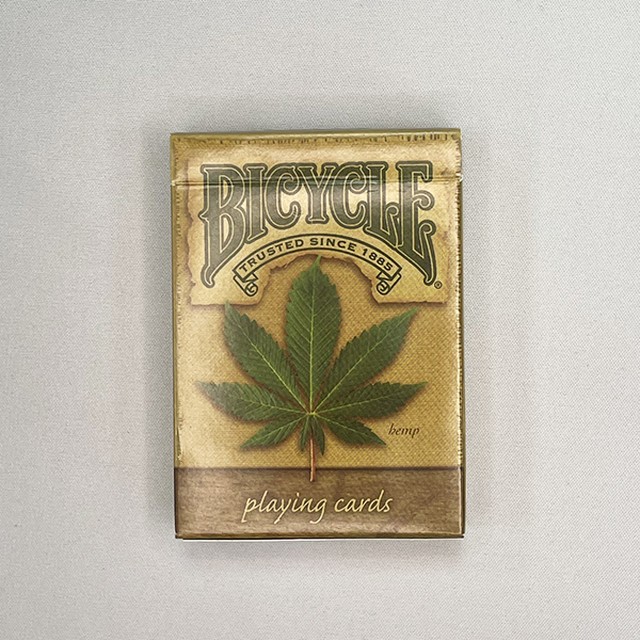 BICYCLE
TRUSTED SINCE 1885
®
hemp
playing cards